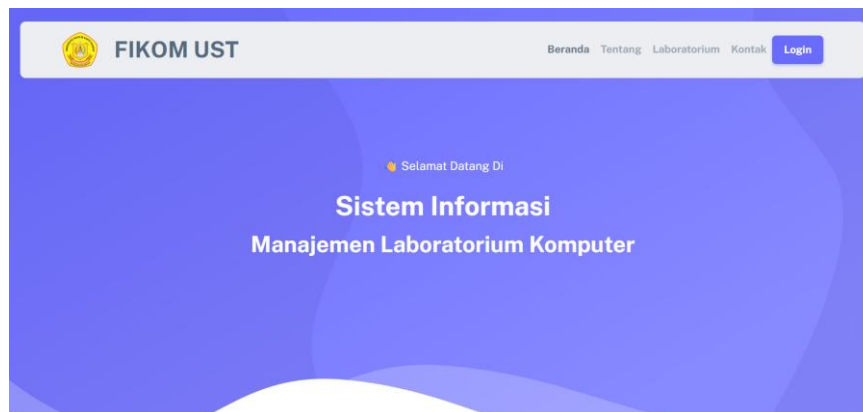 FIKOM UST
Beranda Tentang Laboratorium Kontak Login
👋 Selamat Datang Di
Sistem Informasi
Manajemen Laboratorium Komputer